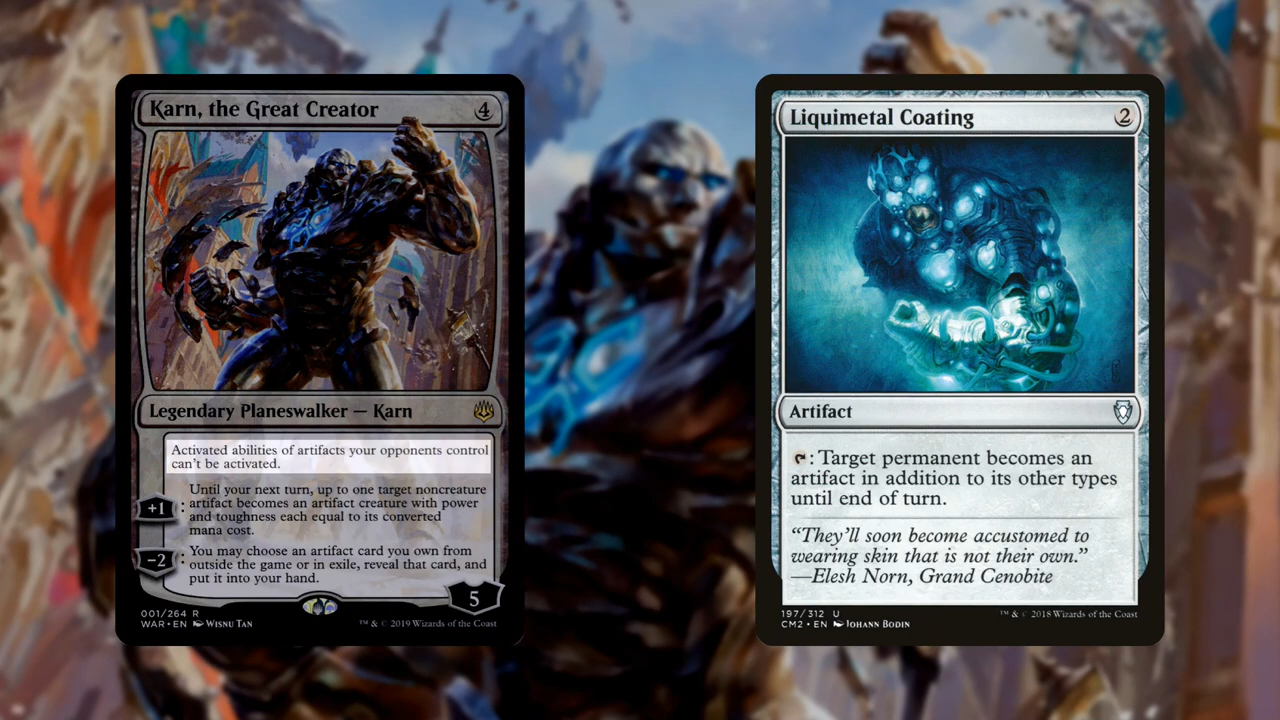 Karn, the Great Creator
4
Legendary Planeswalker — Karn
Activated abilities of artifacts your opponents control
can't be activated.
+1 : Until your next turn, up to one target noncreature
artifact becomes an artifact creature with power
and toughness each equal to its converted
mana cost.
−2 : You may choose an artifact card you own from
outside the game or in exile, reveal that card, and
put it into your hand.
5
001/264 R
WAR • EN Wisnu Tan
™ & © 2019 Wizards of the Coast
Liquimetal Coating
2
Artifact
: Target permanent becomes an
artifact in addition to its other types
until end of turn.
“They'll soon become accustomed to
wearing skin that is not their own.”
—Elesh Norn, Grand Cenobite
197/312 U
CM2 • EN Johann Bodin
™ & © 2018 Wizards of the Coast